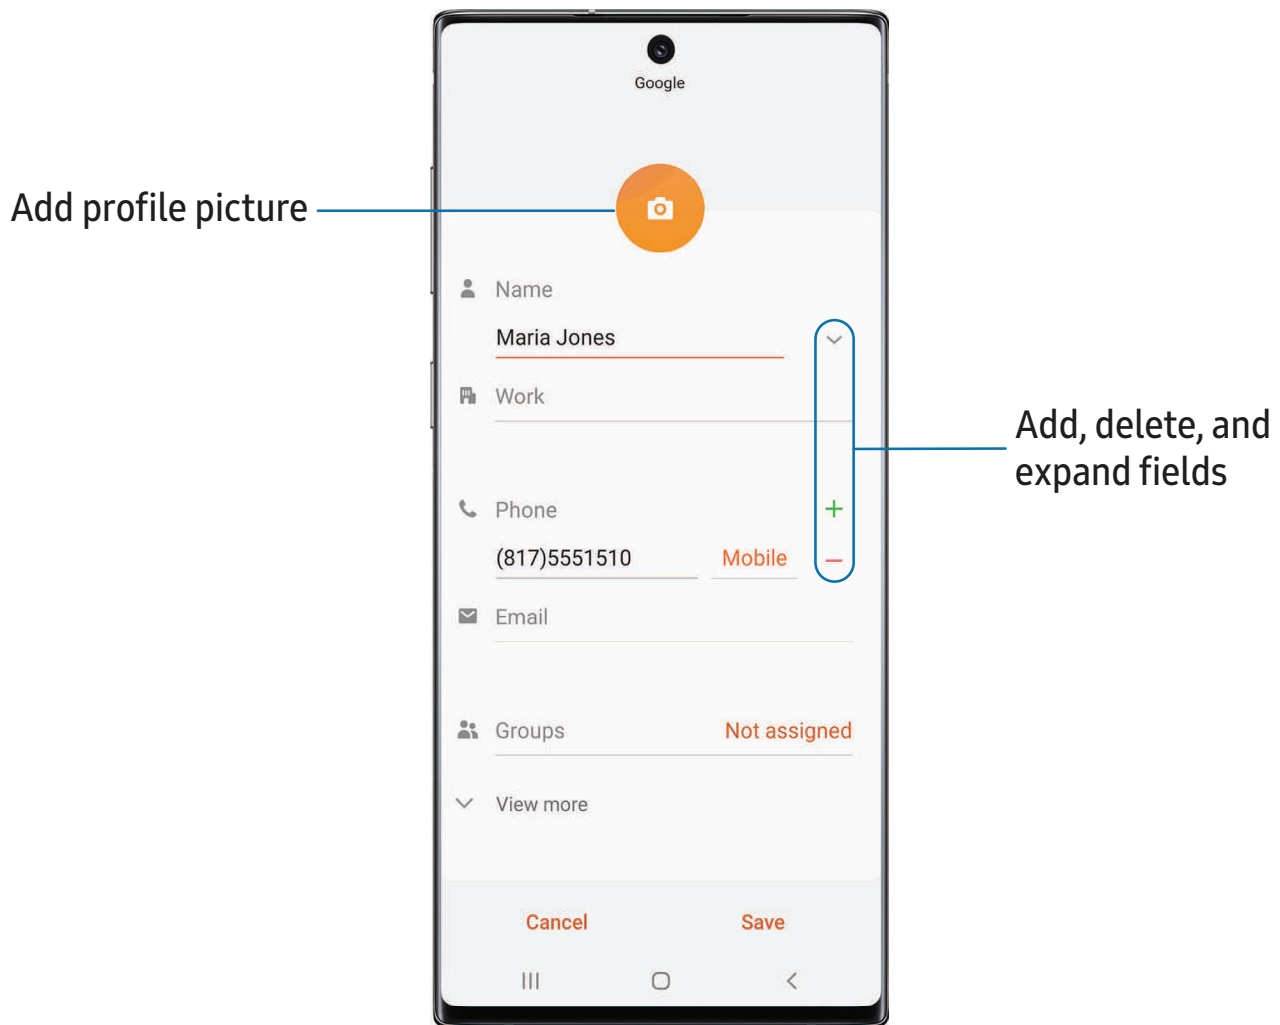 Google
Add profile picture
Name
Maria Jones
Work
Add, delete, and
expand fields
Phone
(817)5551510 Mobile
Email
Groups Not assigned
View more
Cancel Save